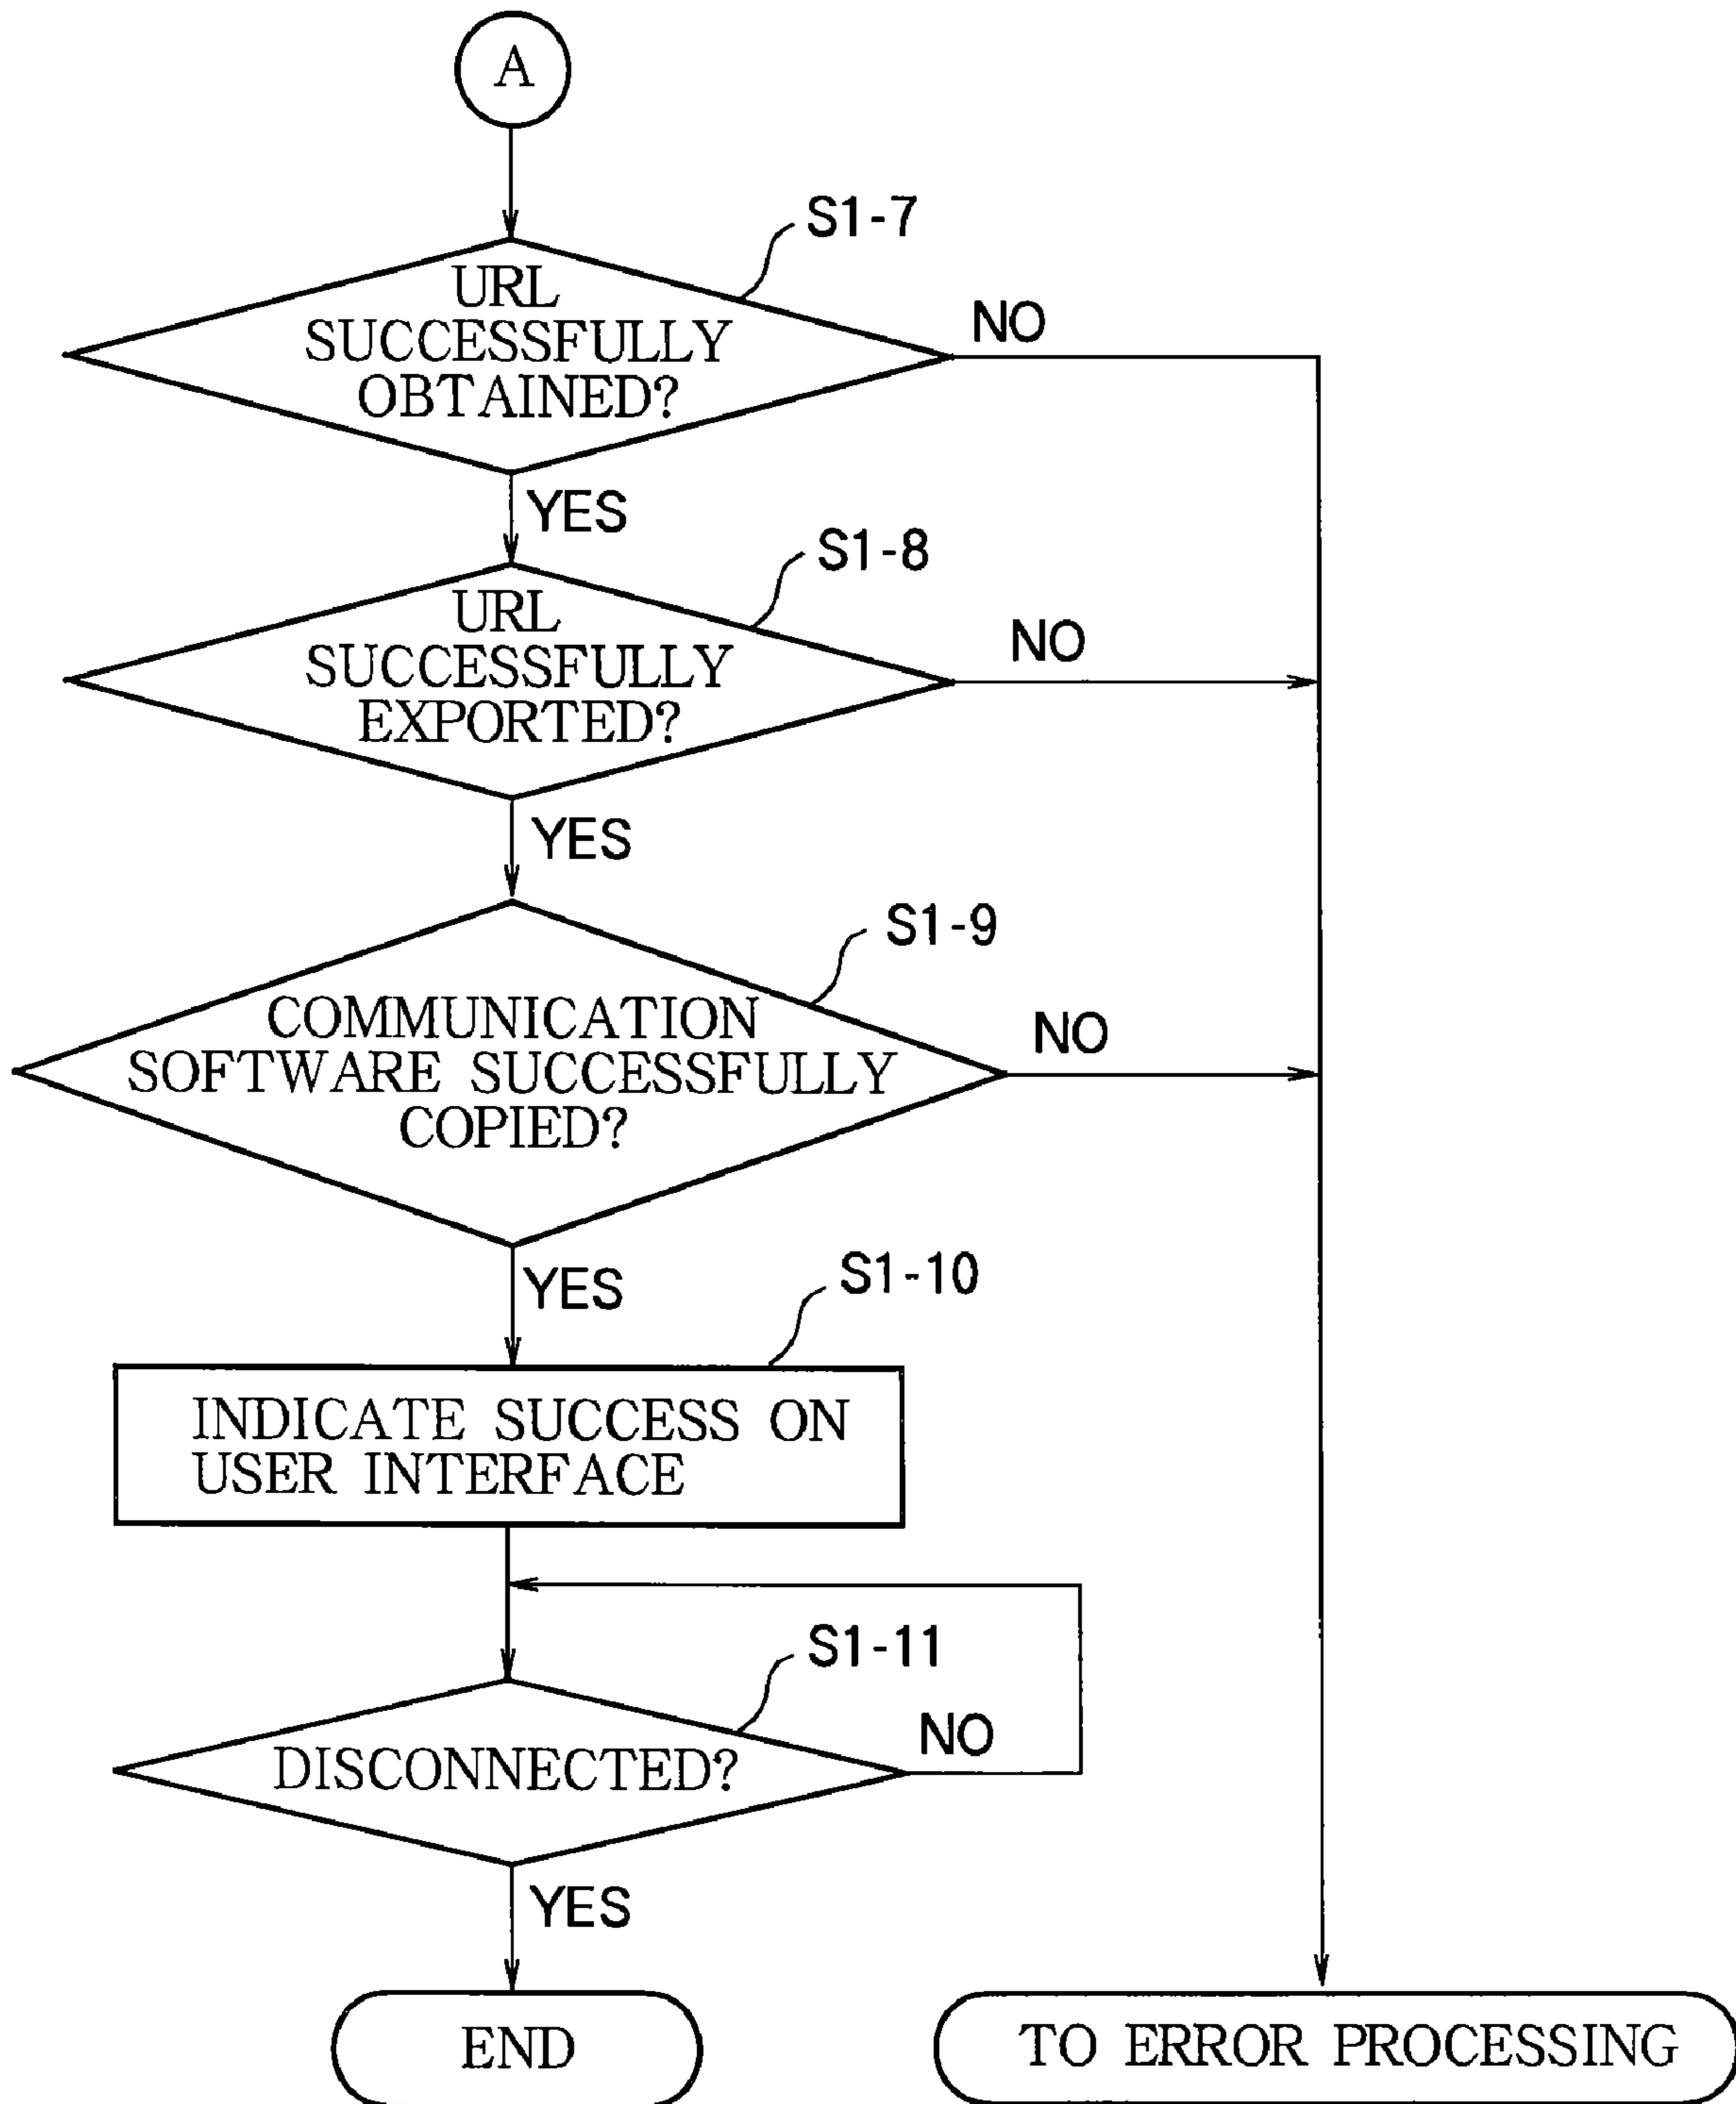 A
S1-7
URL
SUCCESSFULLY
OBTAINED?
NO
YES
S1-8
URL
SUCCESSFULLY
EXPORTED?
NO
YES
S1-9
COMMUNICATION
SOFTWARE SUCCESSFULLY
COPIED?
NO
YES
S1-10
INDICATE SUCCESS ON
USER INTERFACE
S1-11
DISCONNECTED?
NO
YES
END
TO ERROR PROCESSING